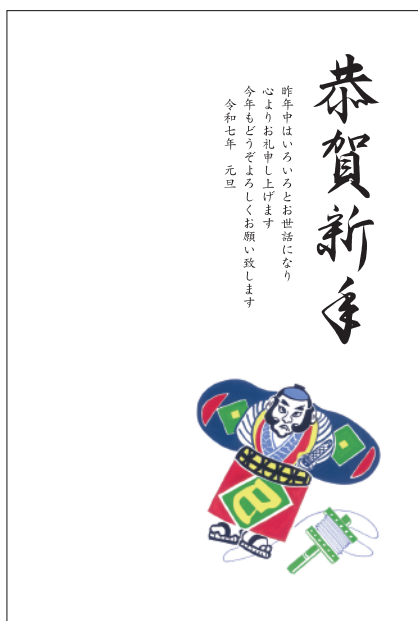 恭賀新年
昨年中はいろいろとお世話になり
心よりお礼申し上げます
今年もどうぞよろしくお願い致します
令和七年　元旦